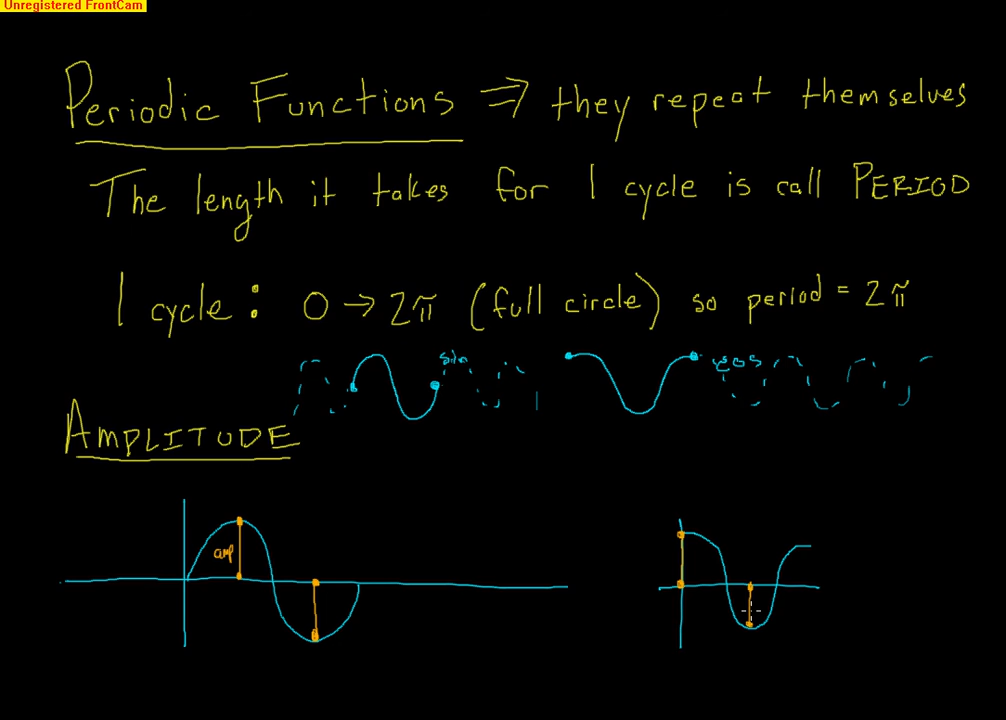 Unregistered FrontCam
Periodic Functions ⇒ they repeat themselves
The length it takes for 1 cycle is call PERIOD
1 cycle: 0 → 2π (full circle) so period = 2π
sin cos
AMPLITUDE
amp